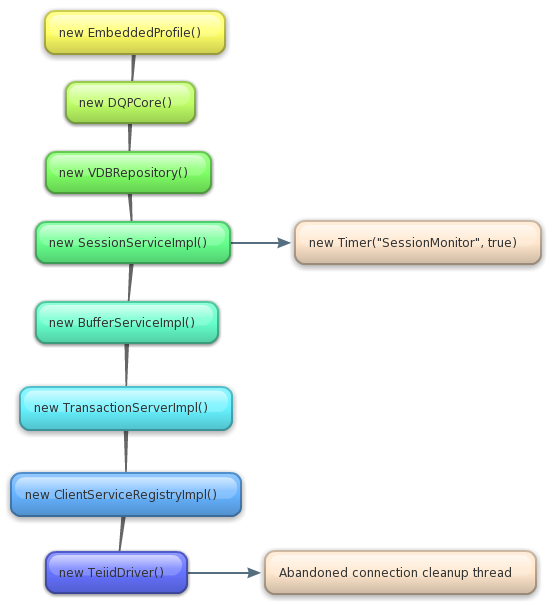 new EmbeddedProfile()
new DQPCore()
new VDBRepository()
new SessionServiceImpl()
new Timer("SessionMonitor", true)
new BufferServiceImpl()
new TransactionServerImpl()
new ClientServiceRegistryImpl()
new TeiidDriver()
Abandoned connection cleanup thread